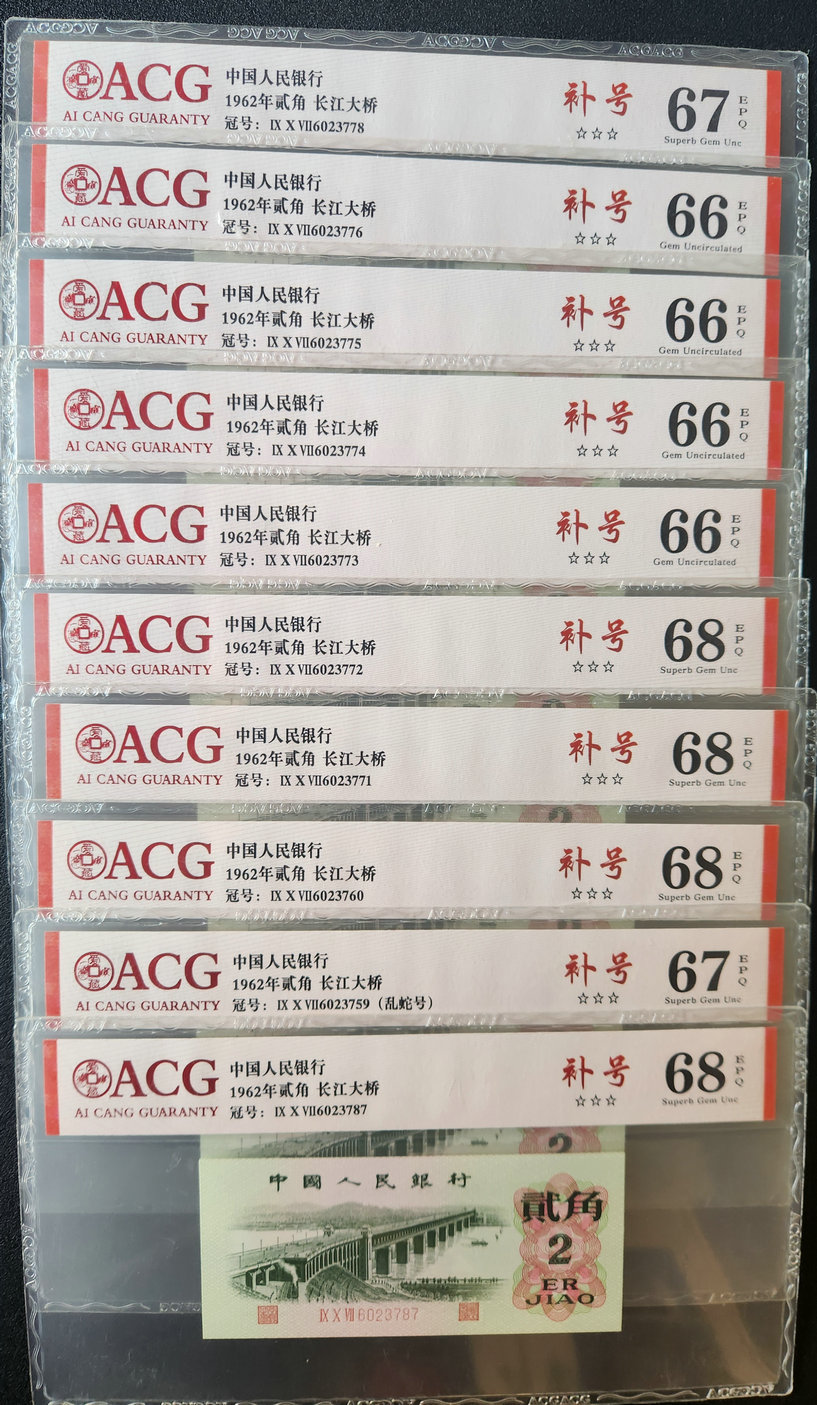 ACG
AI CANG GUARANTY
中国人民银行
1962年贰角 长江大桥
冠号: IX X VII6023778
补号
☆☆☆
67
EPQ
Superb Gem Unc
ACG
AI CANG GUARANTY
中国人民银行
1962年贰角 长江大桥
冠号: IX X VII6023776
补号
☆☆☆
66
EPQ
Gem Uncirculated
ACG
AI CANG GUARANTY
中国人民银行
1962年贰角 长江大桥
冠号: IX X VII6023775
补号
☆☆☆
66
EPQ
Gem Uncirculated
ACG
AI CANG GUARANTY
中国人民银行
1962年贰角 长江大桥
冠号: IX X VII6023774
补号
☆☆☆
66
EPQ
Gem Uncirculated
ACG
AI CANG GUARANTY
中国人民银行
1962年贰角 长江大桥
冠号: IX X VII6023773
补号
☆☆☆
66
EPQ
Gem Uncirculated
ACG
AI CANG GUARANTY
中国人民银行
1962年贰角 长江大桥
冠号: IX X VII6023772
补号
☆☆☆
68
EPQ
Superb Gem Unc
ACG
AI CANG GUARANTY
中国人民银行
1962年贰角 长江大桥
冠号: IX X VII6023771
补号
☆☆☆
68
EPQ
Superb Gem Unc
ACG
AI CANG GUARANTY
中国人民银行
1962年贰角 长江大桥
冠号: IX X VII6023760
补号
☆☆☆
68
EPQ
Superb Gem Unc
ACG
AI CANG GUARANTY
中国人民银行
1962年贰角 长江大桥
冠号: IX X VII6023759 (乱蛇号)
补号
☆☆☆
67
EPQ
Superb Gem Unc
ACG
AI CANG GUARANTY
中国人民银行
1962年贰角 长江大桥
冠号: IX X VII6023787
补号
☆☆☆
68
EPQ
Superb Gem Unc
2
中國人民銀行
貳角
2
ER
JIAO
IX X VII 6023787